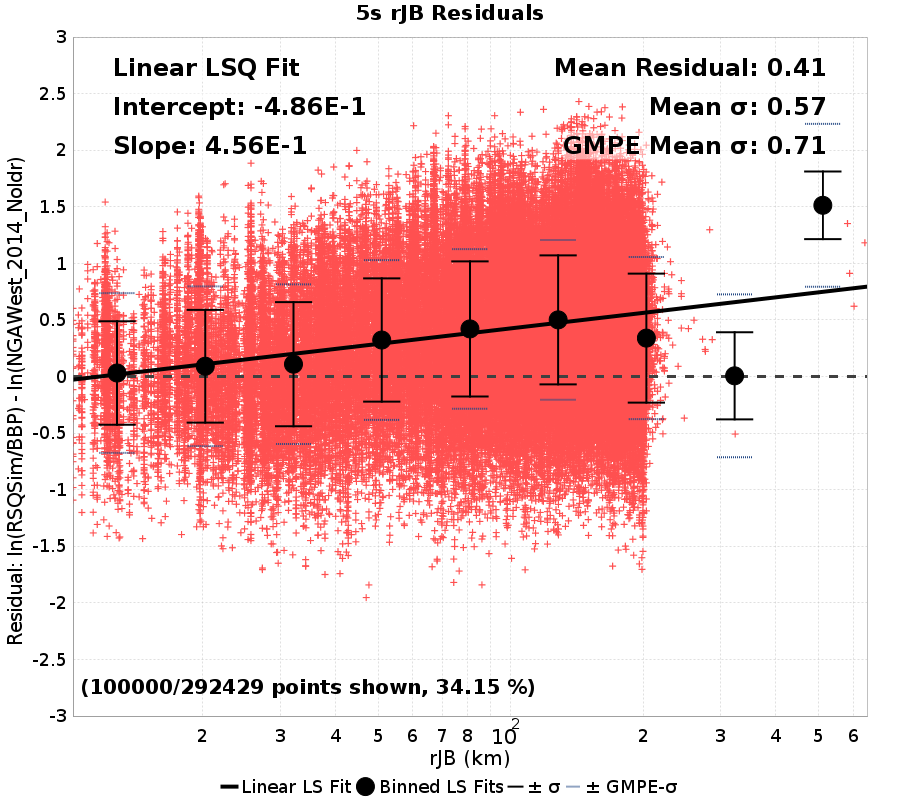 5s rJB Residuals
Linear LSQ Fit
Intercept: -4.86E-1
Slope: 4.56E-1
Mean Residual: 0.41
Mean σ: 0.57
GMPE Mean σ: 0.71
Residual: ln(RSQSim/BBP) - ln(NGAWest_2014_NoIdr)
3
2.5
2
1.5
1
0.5
0
-0.5
-1
-1.5
-2
-2.5
-3
(100000/292429 points shown, 34.15 %)
2 3 4 5 6 7 8 10^2 2 3 4 5 6
rJB (km)
Linear LS Fit Binned LS Fits ± σ ± GMPE-σ